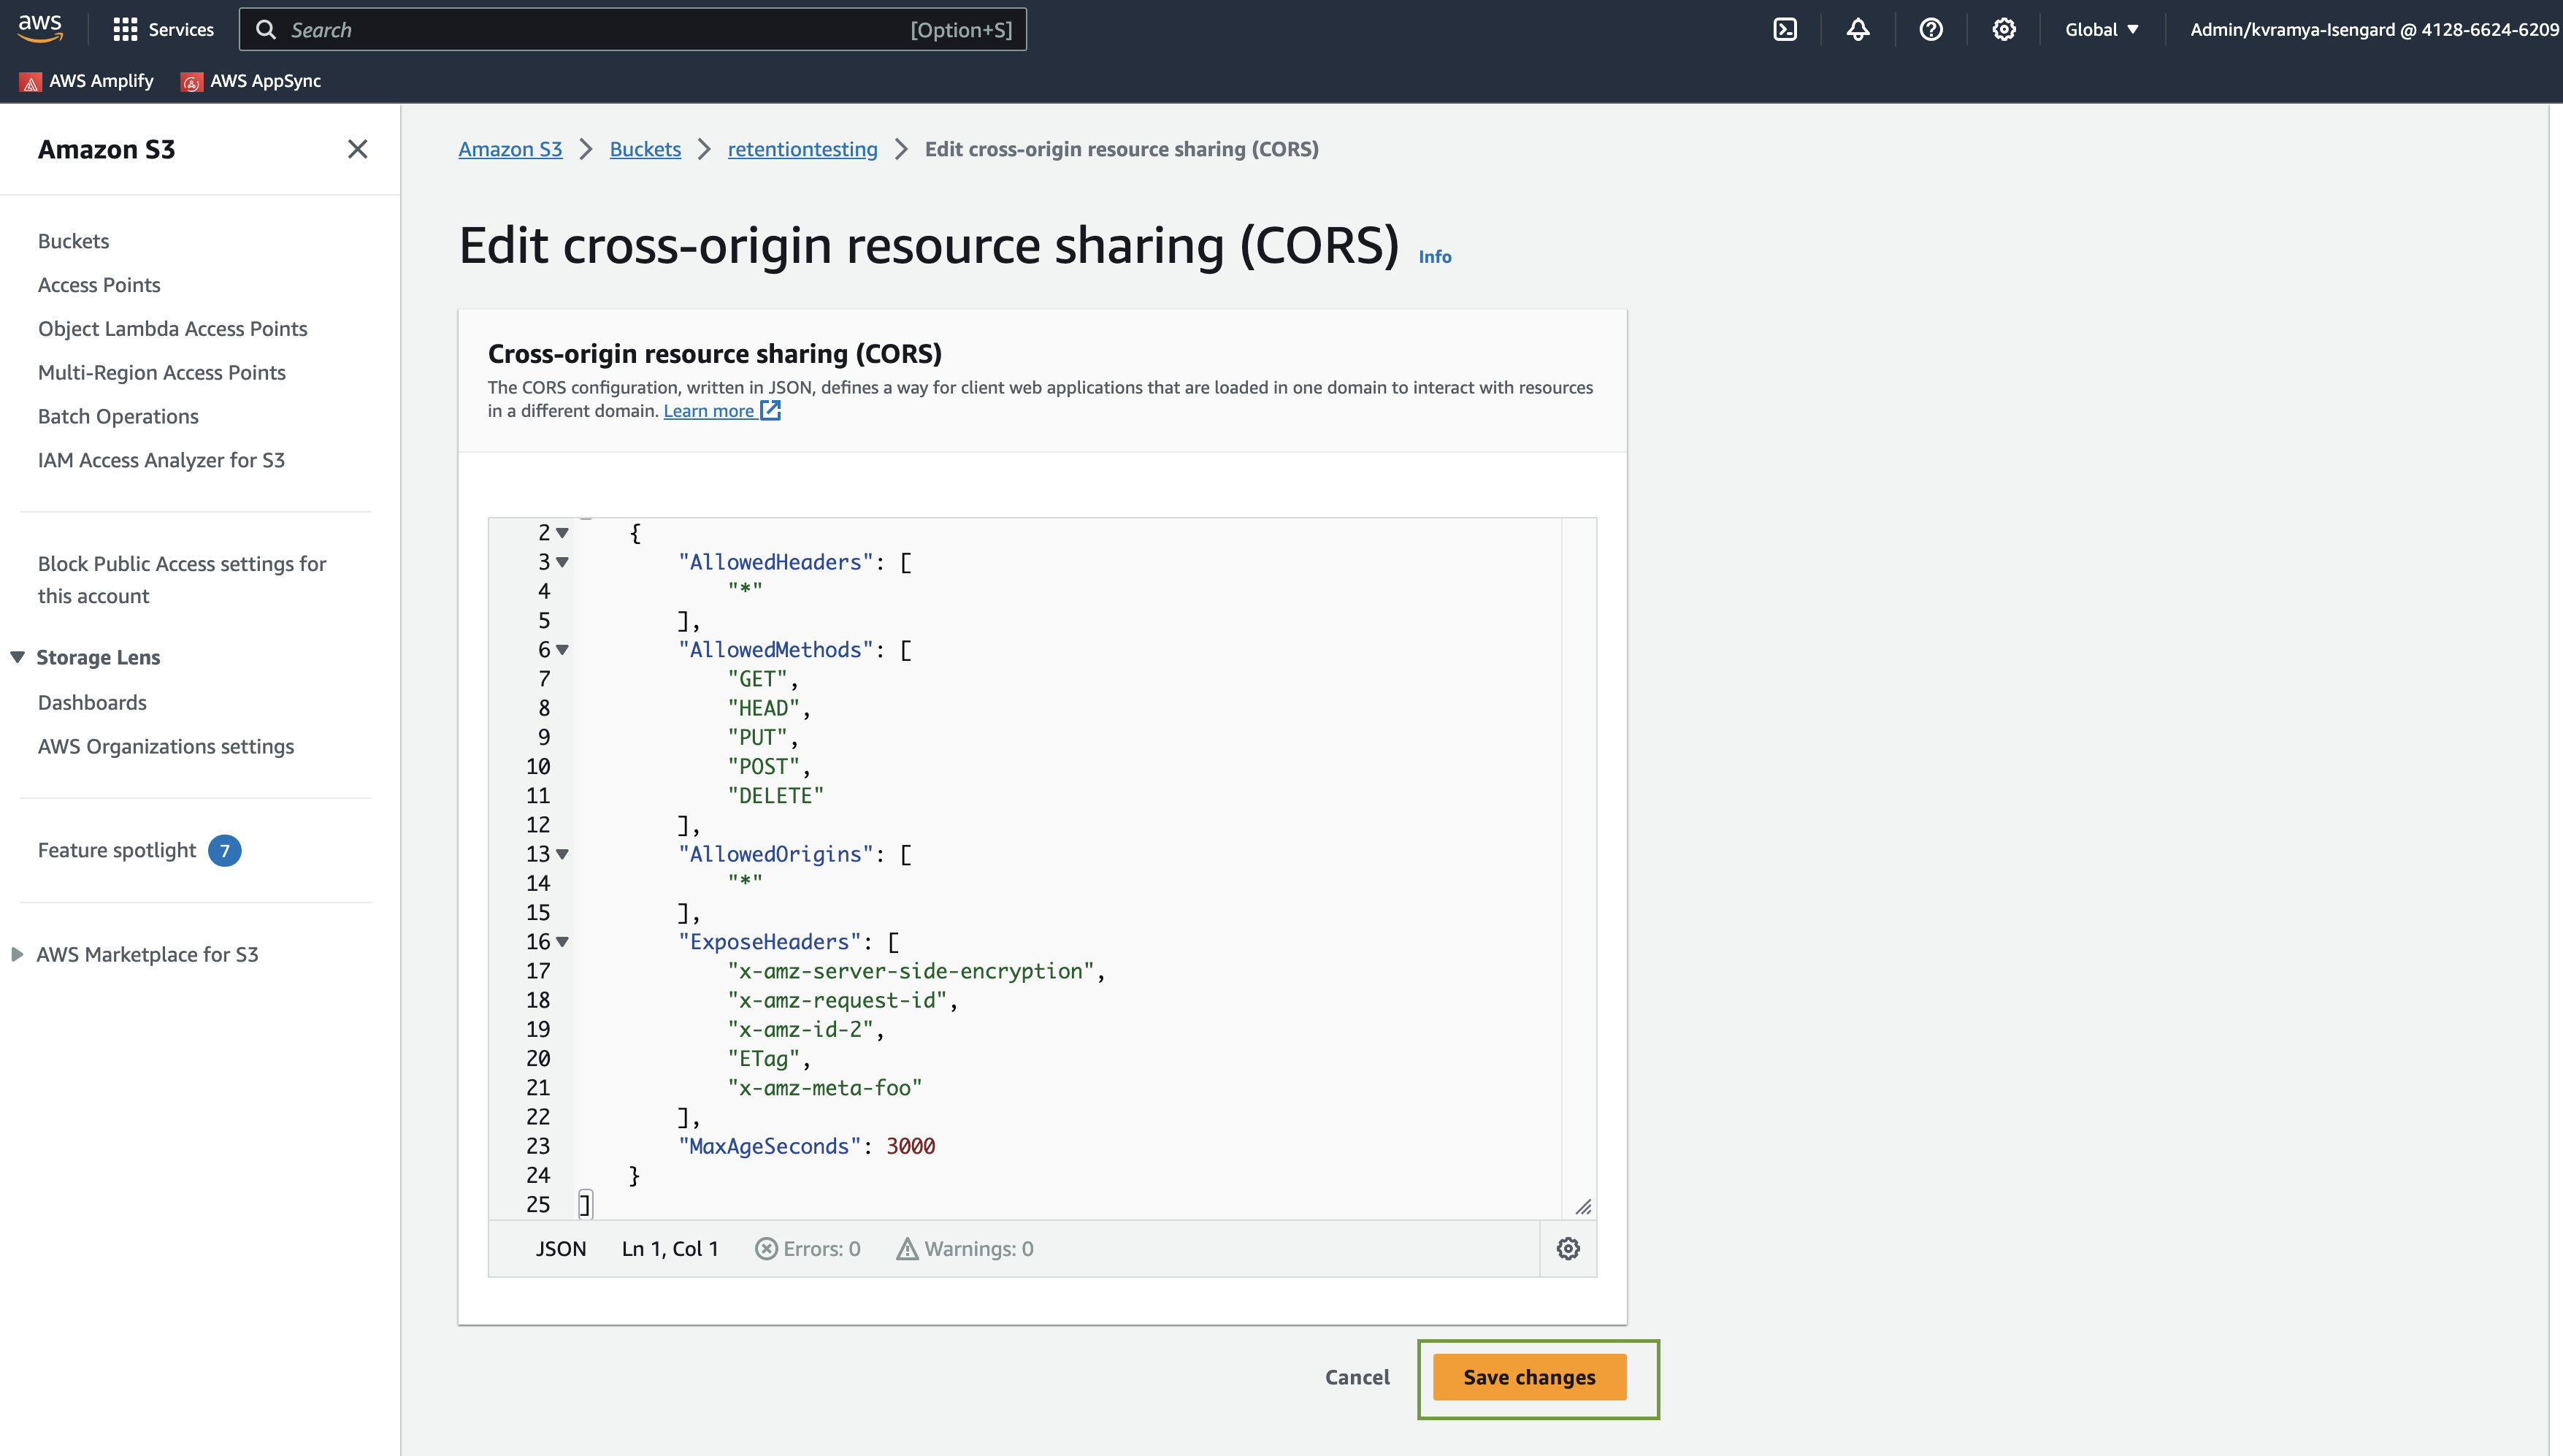 aws
Services
Search
[Option+S]
Global
Admin/kvramya-Isengard @ 4128-6624-6209
AWS Amplify
AWS AppSync
Amazon S3
Buckets
Access Points
Object Lambda Access Points
Multi-Region Access Points
Batch Operations
IAM Access Analyzer for S3
Block Public Access settings for
this account
Storage Lens
Dashboards
AWS Organizations settings
Feature spotlight 7
AWS Marketplace for S3
Amazon S3 > Buckets > retentiontesting > Edit cross-origin resource sharing (CORS)
Edit cross-origin resource sharing (CORS) Info
Cross-origin resource sharing (CORS)
The CORS configuration, written in JSON, defines a way for client web applications that are loaded in one domain to interact with resources
in a different domain. Learn more
2 {
3 "AllowedHeaders": [
4 "*"
5 ],
6 "AllowedMethods": [
7 "GET",
8 "HEAD",
9 "PUT",
10 "POST",
11 "DELETE"
12 ],
13 "AllowedOrigins": [
14 "*"
15 ],
16 "ExposeHeaders": [
17 "x-amz-server-side-encryption",
18 "x-amz-request-id",
19 "x-amz-id-2",
20 "ETag",
21 "x-amz-meta-foo"
22 ],
23 "MaxAgeSeconds": 3000
24 }
25 ]
JSON Ln 1, Col 1 Errors: 0 Warnings: 0
Cancel
Save changes